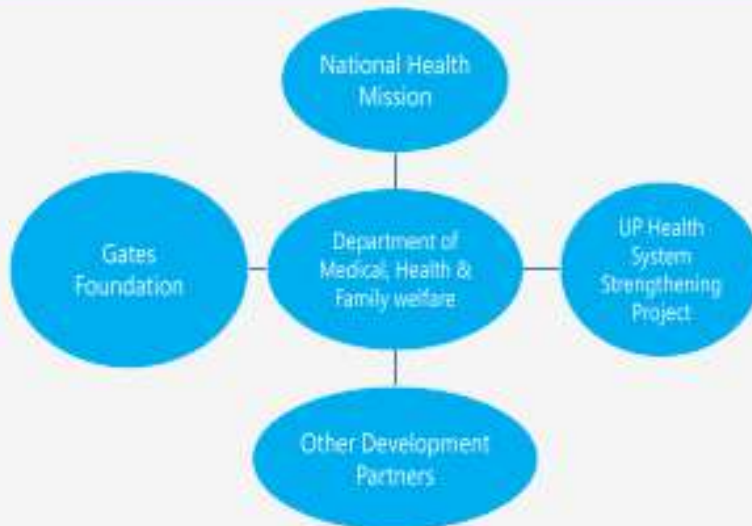 National Health
Mission
Gates
Foundation
Department of
Medical, Health &
Family welfare
UP Health
System
Strengthening
Project
Other Development
Partners